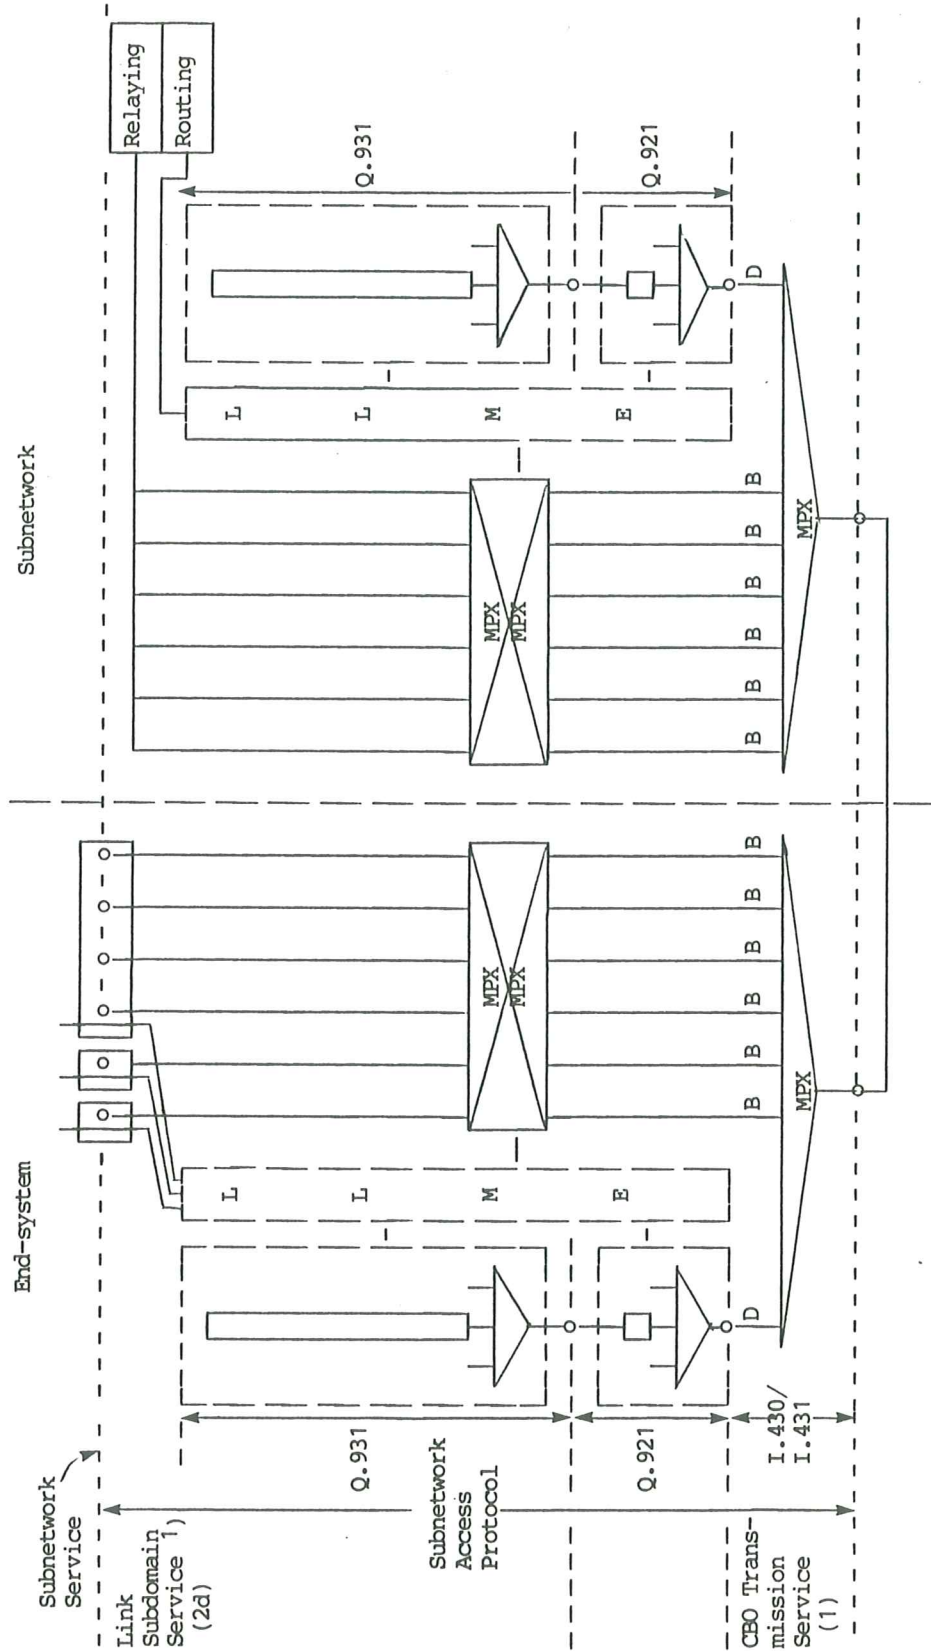 End-system
Subnetwork
Subnetwork
Service
Link
Subdomain
Service 1)
(2d)
Subnetwork
Access
Protocol
CBO Trans-
mission
Service
(1)
Q.931
Q.921
I.430/
I.431
L
L
M
E
D
MPX
MPX
B
B
B
B
B
B
MPX
Relaying
Routing
MPX
MPX
B
B
B
B
B
B
MPX
L
L
M
E
D
Q.931
Q.921